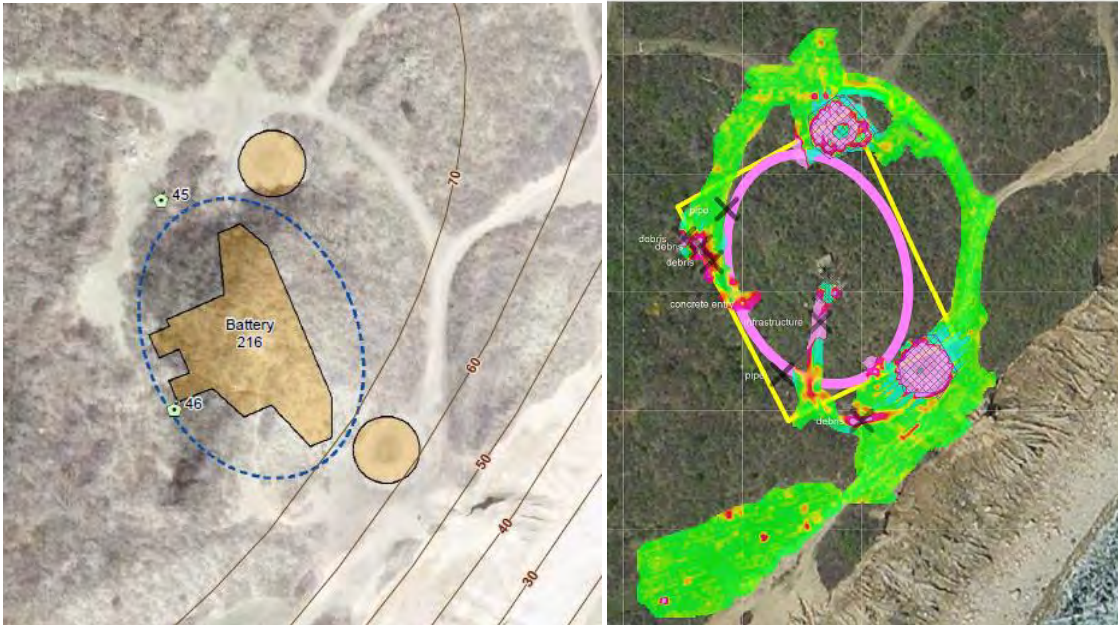 45
70
Battery
216
60
46
50
40
30
pipe
debris
debris
debris
concrete entry
infrastructure
pipe
debris